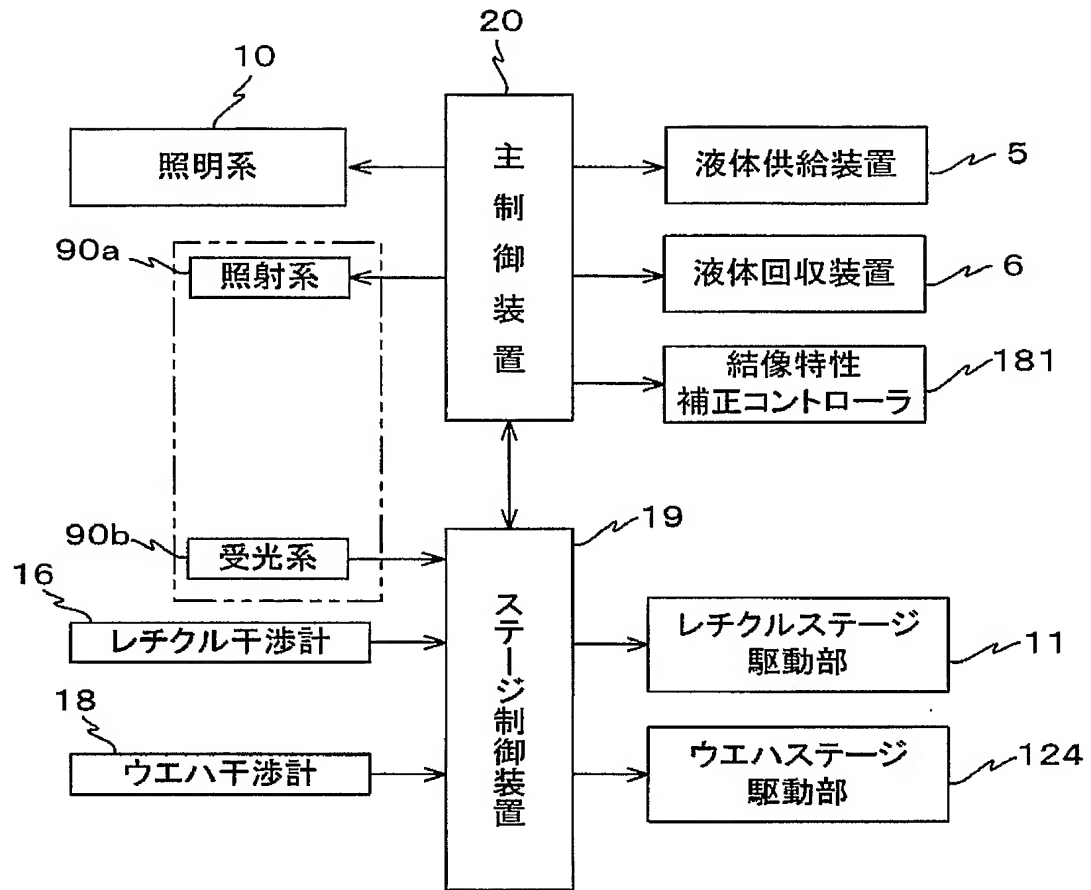 20
10
主制御装置
照明系
液体供給装置
5
90a
照射系
液体回収装置
6
結像特性
補正コントローラ
181
90b
受光系
19
16
レチクル干渉計
ステージ制御装置
レチクルステージ
駆動部
11
18
ウエハ干渉計
ウエハステージ
駆動部
124